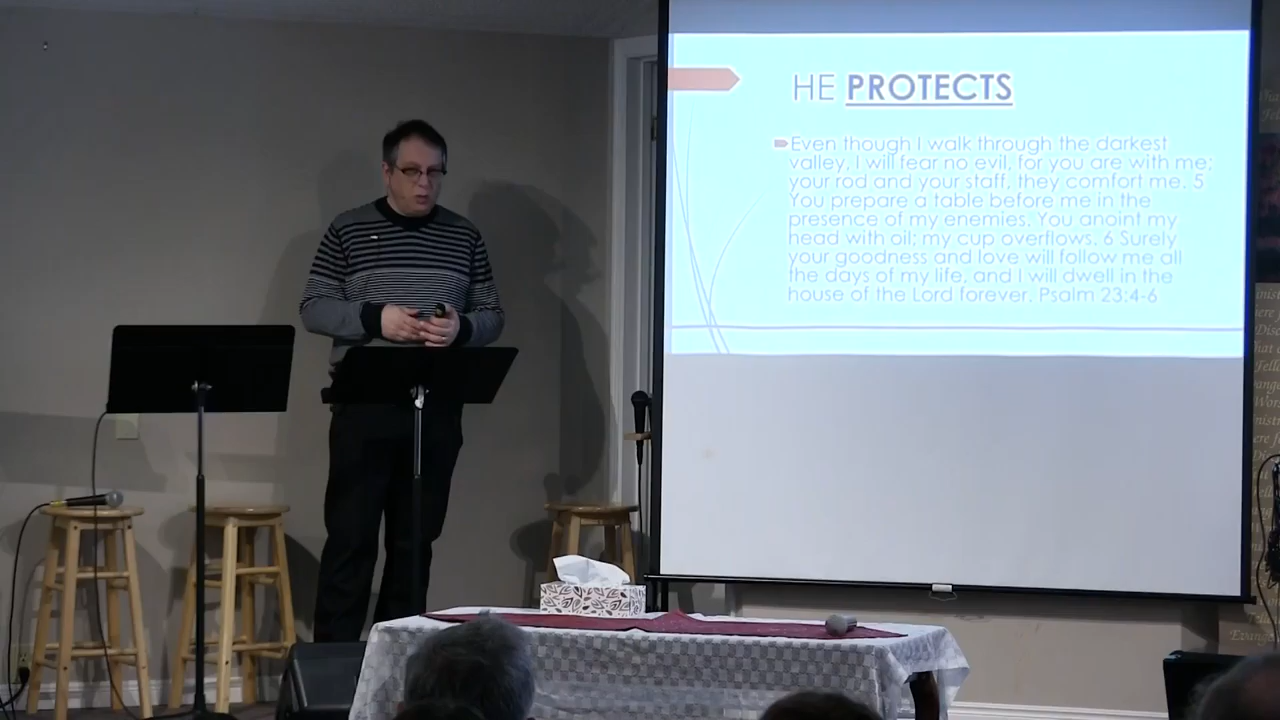 HE PROTECTS
Even though I walk through the darkest
valley, I will fear no evil, for you are with me;
your rod and your staff, they comfort me. 5
You prepare a table before me in the
presence of my enemies. You anoint my
head with oil; my cup overflows. 6 Surely
your goodness and love will follow me all
the days of my life, and I will dwell in the
house of the Lord forever. Psalm 23:4-6